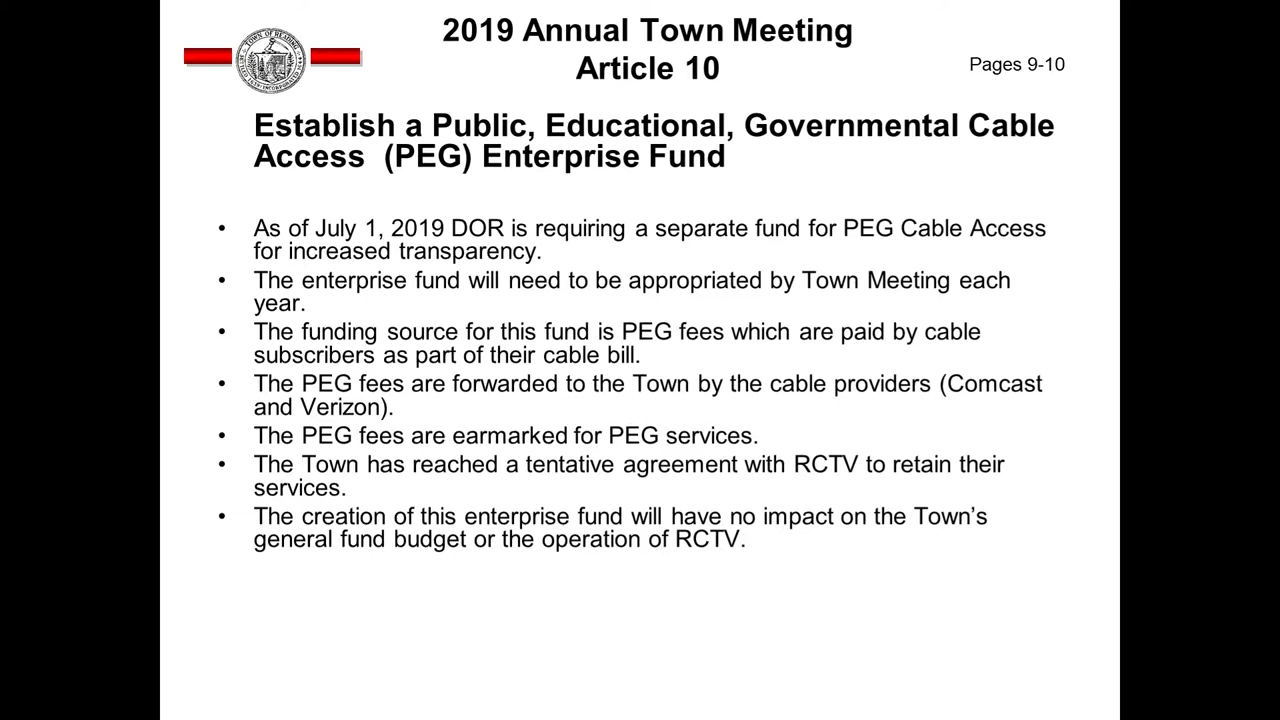 2019 Annual Town Meeting
Article 10
Pages 9-10
TOWN OF READING
Establish a Public, Educational, Governmental Cable
Access (PEG) Enterprise Fund
• As of July 1, 2019 DOR is requiring a separate fund for PEG Cable Access
for increased transparency.
• The enterprise fund will need to be appropriated by Town Meeting each
year.
• The funding source for this fund is PEG fees which are paid by cable
subscribers as part of their cable bill.
• The PEG fees are forwarded to the Town by the cable providers (Comcast
and Verizon).
• The PEG fees are earmarked for PEG services.
• The Town has reached a tentative agreement with RCTV to retain their
services.
• The creation of this enterprise fund will have no impact on the Town’s
general fund budget or the operation of RCTV.